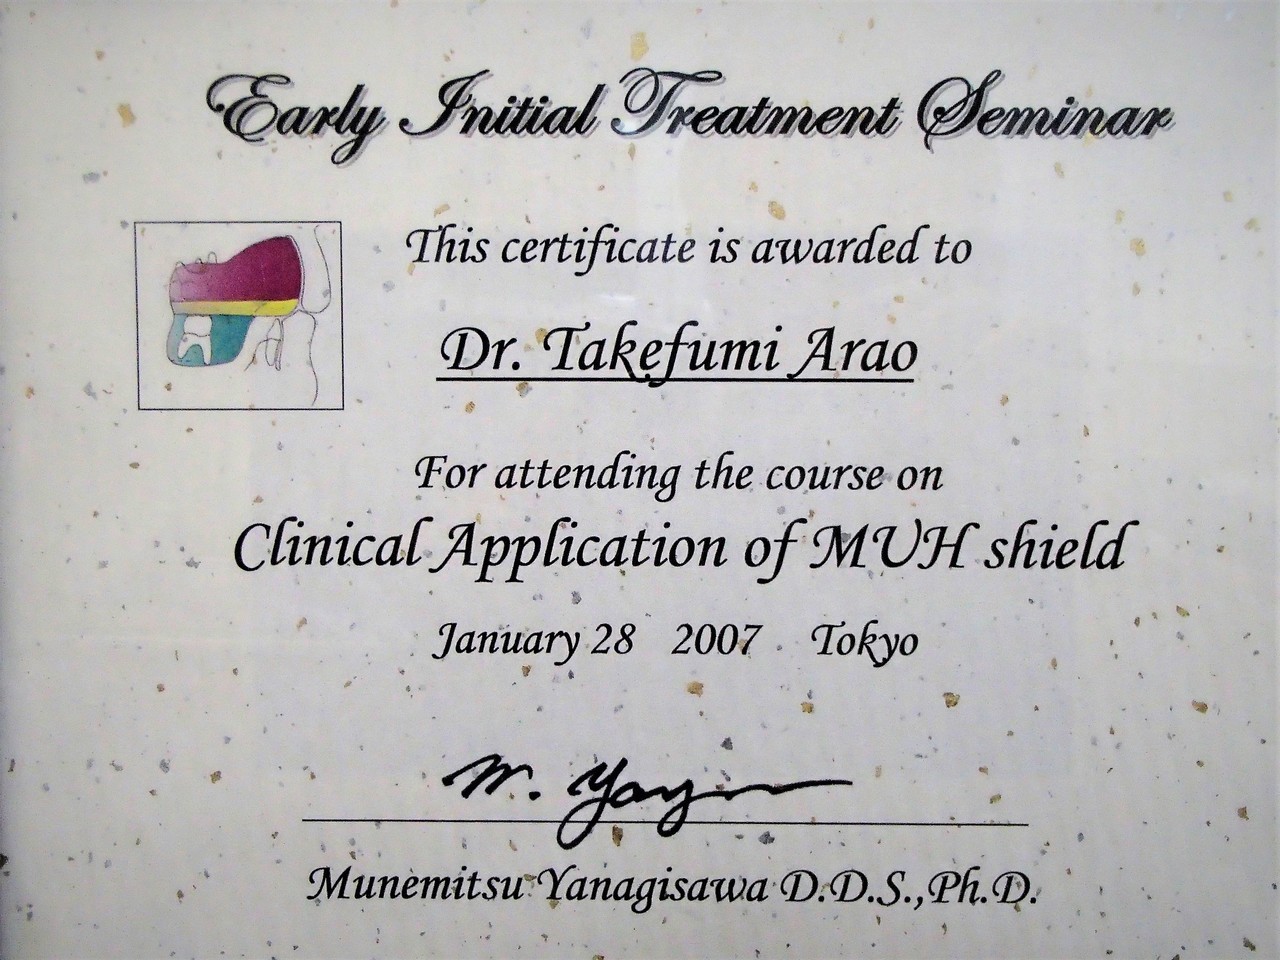 Early Initial Treatment Seminar
This certificate is awarded to
Dr. Takefumi Arao
For attending the course on
Clinical Application of MUH shield
January 28 2007 Tokyo
Munemitsu Yanagisawa D.D.S.,Ph.D.